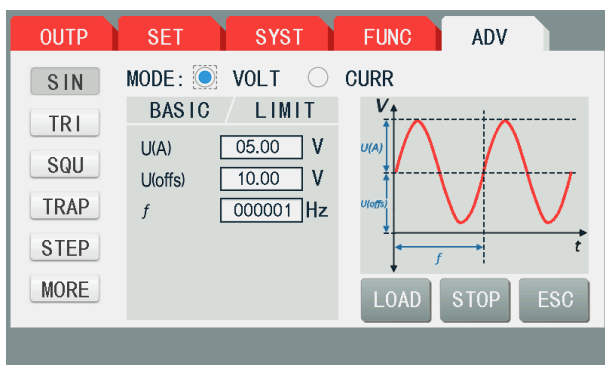 OUTP SET SYST FUNC ADV
SIN MODE: VOLT CURR
TRI BASIC / LIMIT V
U(A) 05.00 V U(A)
SQU U(offs) 10.00 V
TRAP f 000001 Hz U(offs)
STEP t
f
MORE LOAD STOP ESC